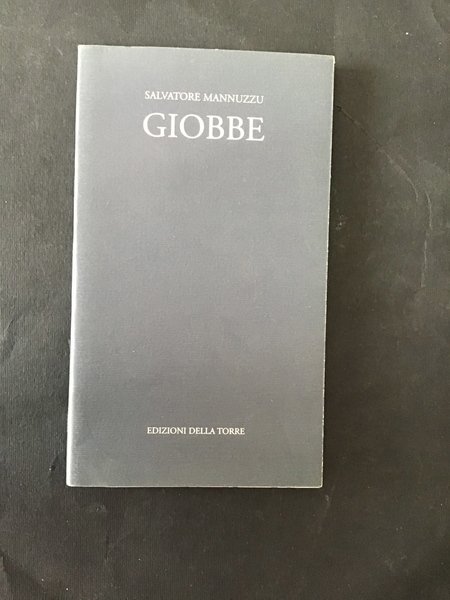 SALVATORE MANNUZZU
GIOBBE
EDIZIONI DELLA TORRE